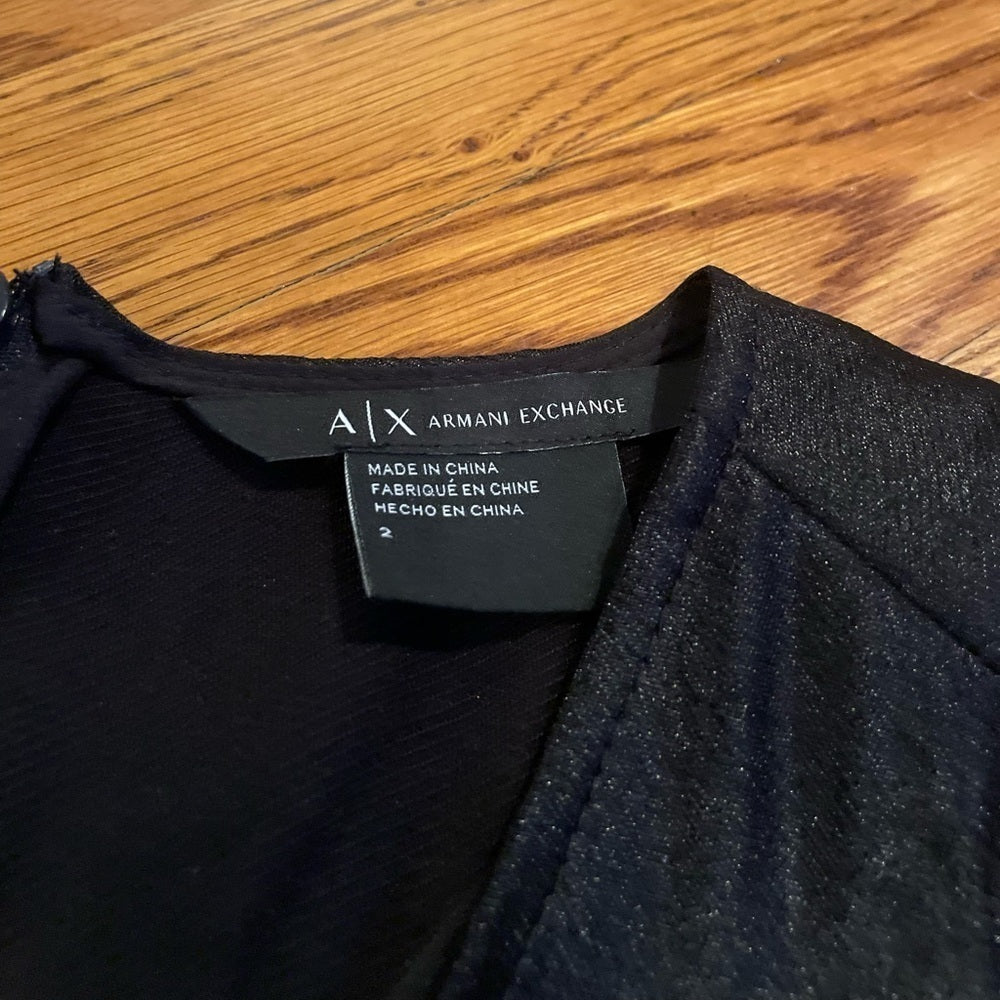 A|X ARMANI EXCHANGE
MADE IN CHINA
FABRIQUÉ EN CHINE
HECHO EN CHINA
2